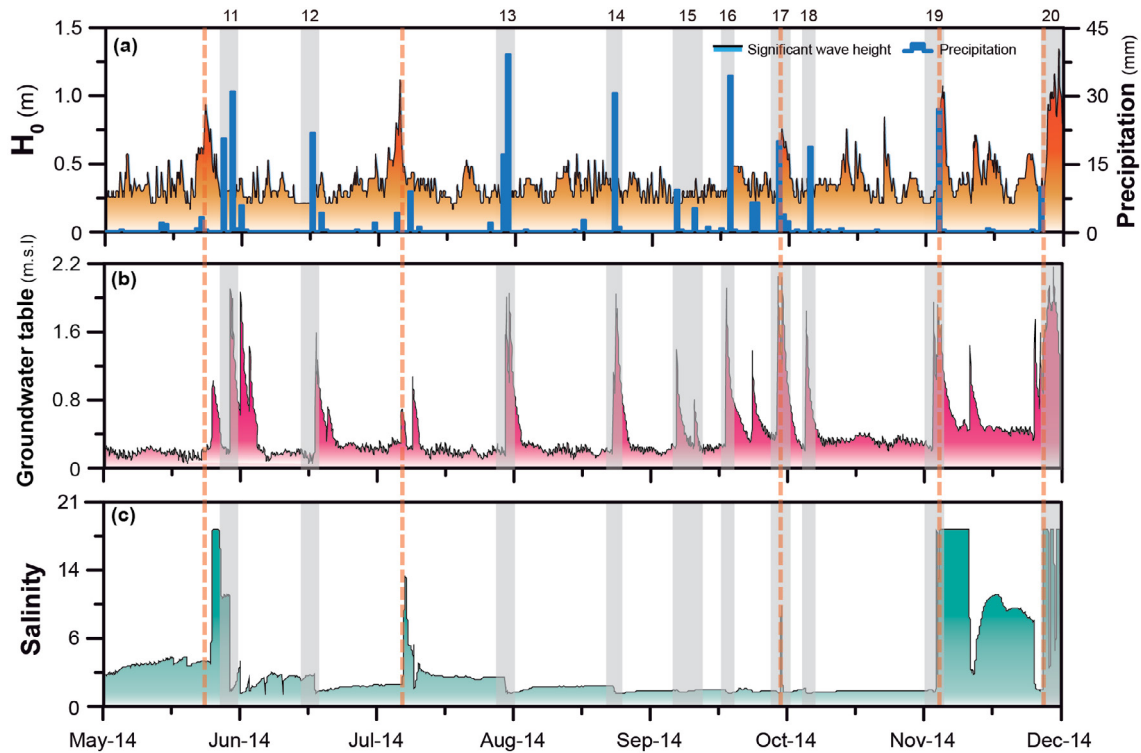 11 12 13 14 15 16 17 18 19 20
(a)
Significant wave height Precipitation
1.5 45
1.0 30
0.5 15
0 0
H0 (m)
Precipitation (mm)
(b)
2.2
1.6
0.8
0
Groundwater table (m.s.l)
(c)
21
14
6
0
Salinity
May-14 Jun-14 Jul-14 Aug-14 Sep-14 Oct-14 Nov-14 Dec-14